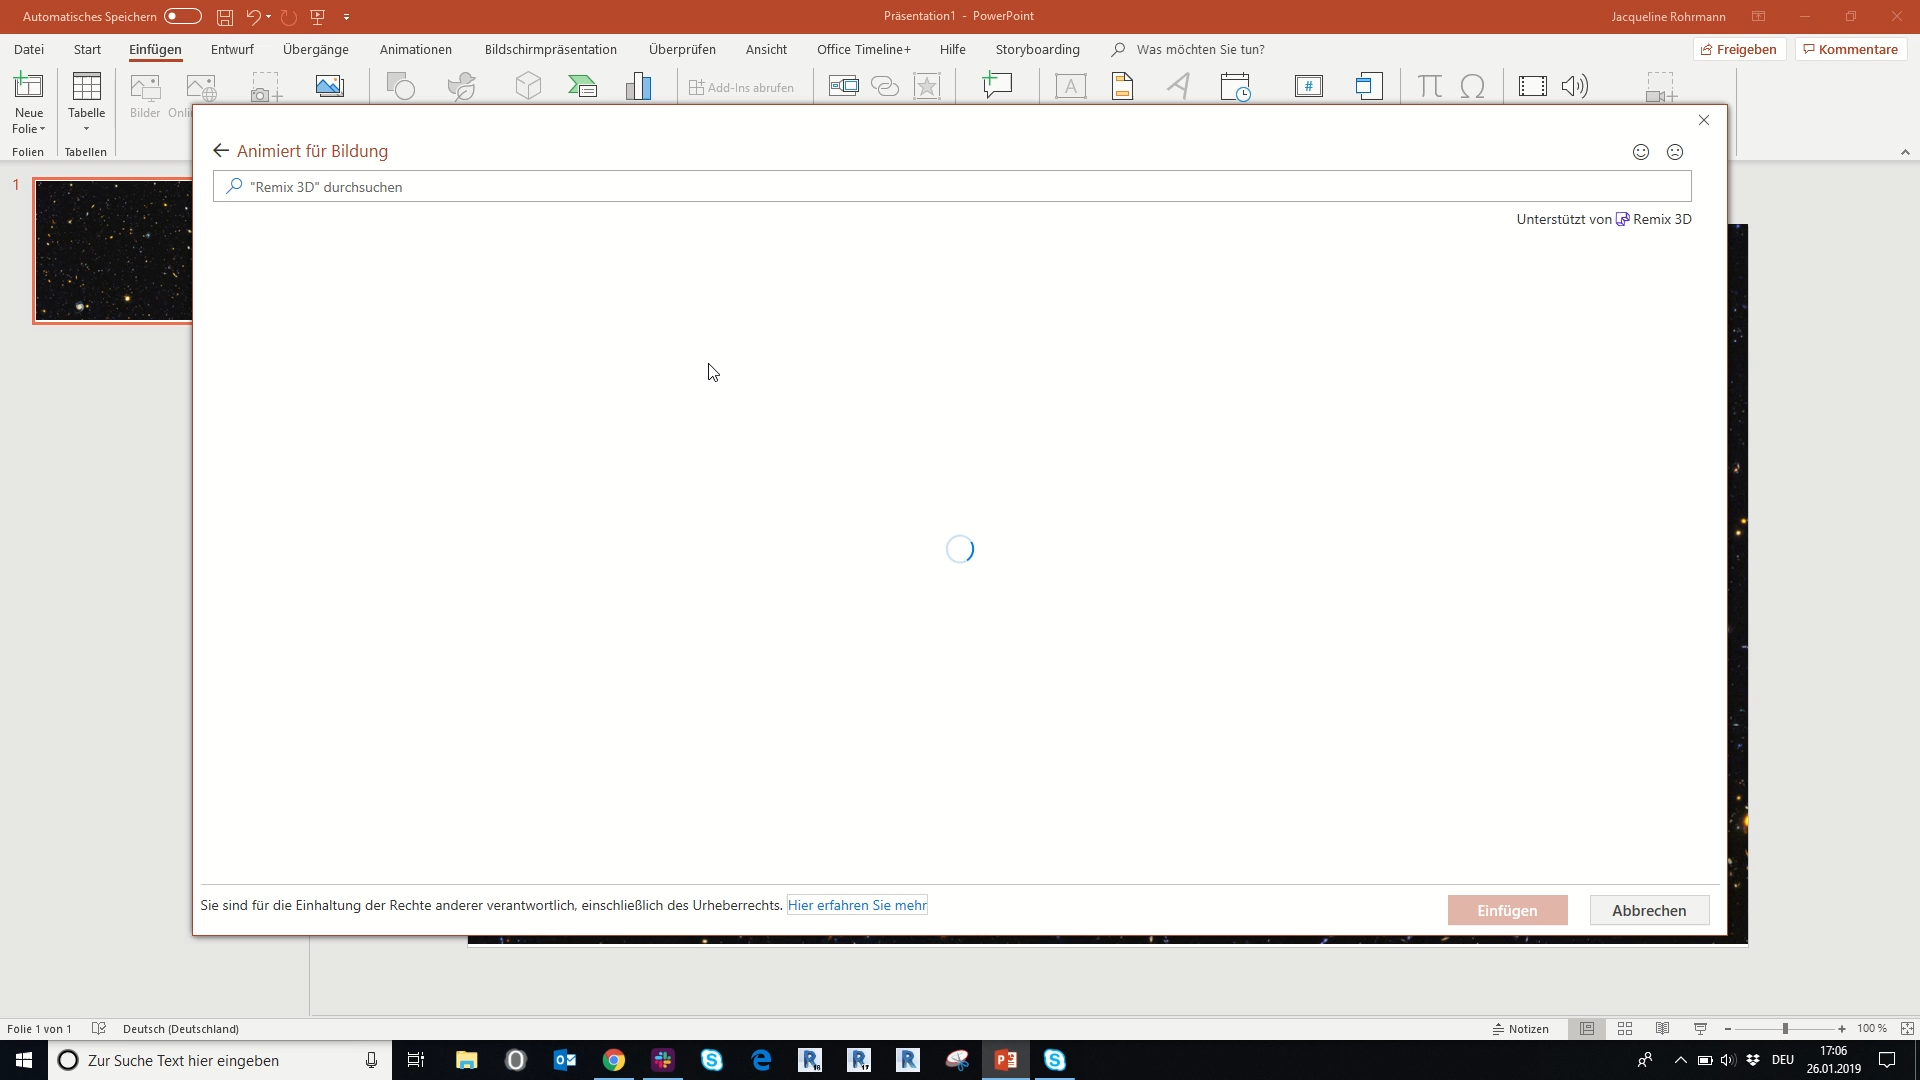 Automatisches Speichern
Präsentation1 - PowerPoint
Jacqueline Rohrmann
Datei Start Einfügen Entwurf Übergänge Animationen Bildschirmpräsentation Überprüfen Ansicht Office Timeline+ Hilfe Storyboarding Was möchten Sie tun? Freigeben Kommentare
Neue Folie
Tabelle
Bilder
Add-Ins abrufen
Folien
Tabellen
Animiert für Bildung
"Remix 3D" durchsuchen
Unterstützt von Remix 3D
1
Sie sind für die Einhaltung der Rechte anderer verantwortlich, einschließlich des Urheberrechts. Hier erfahren Sie mehr
Einfügen
Abbrechen
Folie 1 von 1
Deutsch (Deutschland)
Notizen
100 %
Zur Suche Text hier eingeben
DEU
17:06
26.01.2019